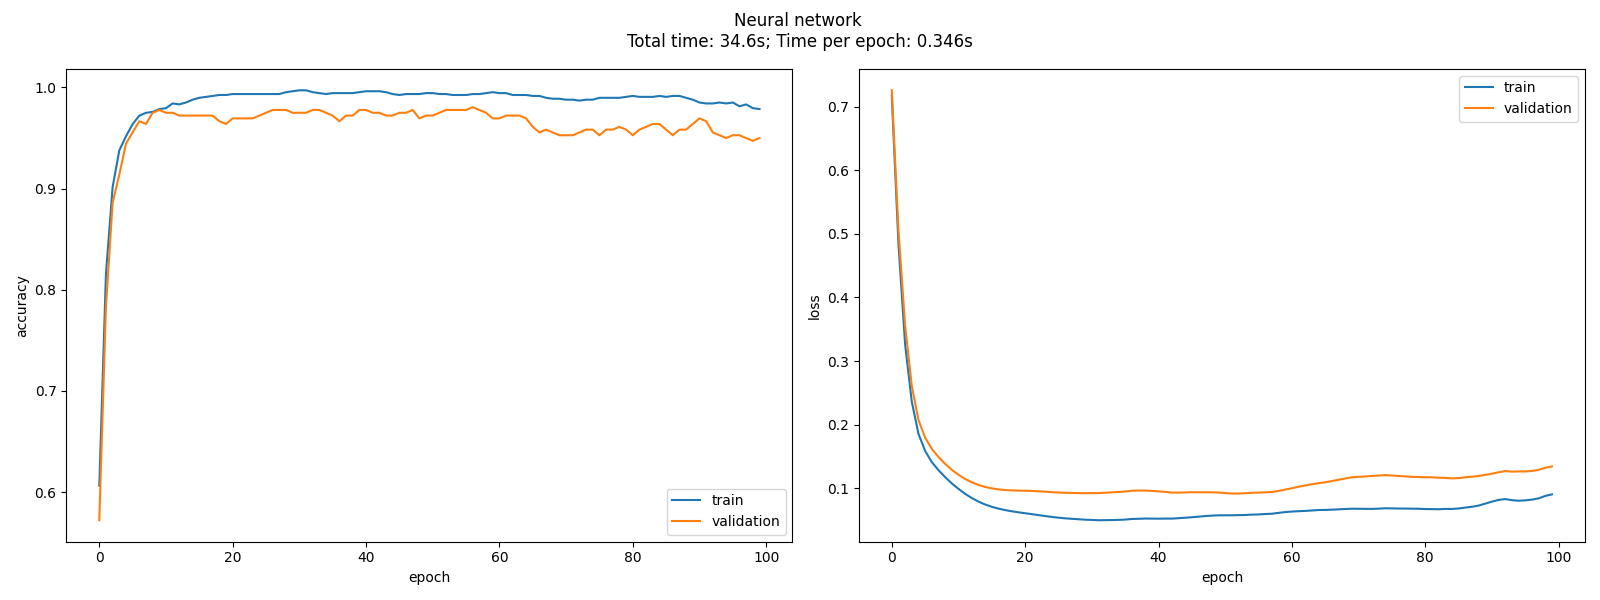 Neural network
Total time: 34.6s; Time per epoch: 0.346s
1.0
0.9
0.8
0.7
0.6
accuracy
0
20
40
60
80
100
epoch
train
validation
0.7
0.6
0.5
0.4
0.3
0.2
0.1
loss
0
20
40
60
80
100
epoch
train
validation